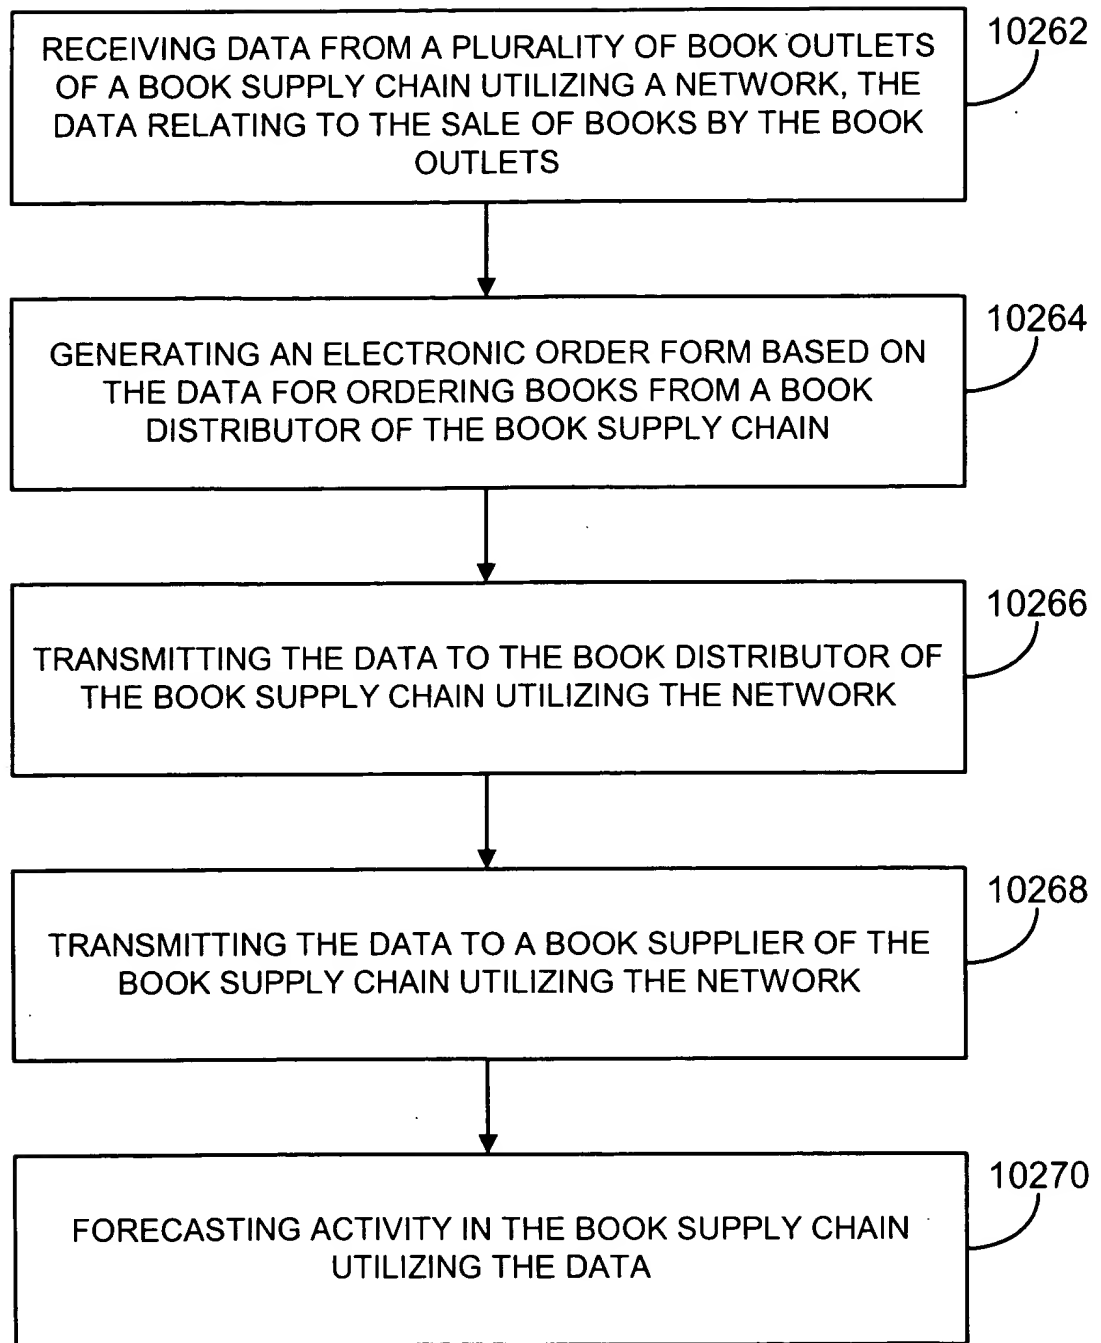 RECEIVING DATA FROM A PLURALITY OF BOOK OUTLETS
OF A BOOK SUPPLY CHAIN UTILIZING A NETWORK, THE
DATA RELATING TO THE SALE OF BOOKS BY THE BOOK
OUTLETS
10262
GENERATING AN ELECTRONIC ORDER FORM BASED ON
THE DATA FOR ORDERING BOOKS FROM A BOOK
DISTRIBUTOR OF THE BOOK SUPPLY CHAIN
10264
TRANSMITTING THE DATA TO THE BOOK DISTRIBUTOR OF
THE BOOK SUPPLY CHAIN UTILIZING THE NETWORK
10266
TRANSMITTING THE DATA TO A BOOK SUPPLIER OF THE
BOOK SUPPLY CHAIN UTILIZING THE NETWORK
10268
FORECASTING ACTIVITY IN THE BOOK SUPPLY CHAIN
UTILIZING THE DATA
10270